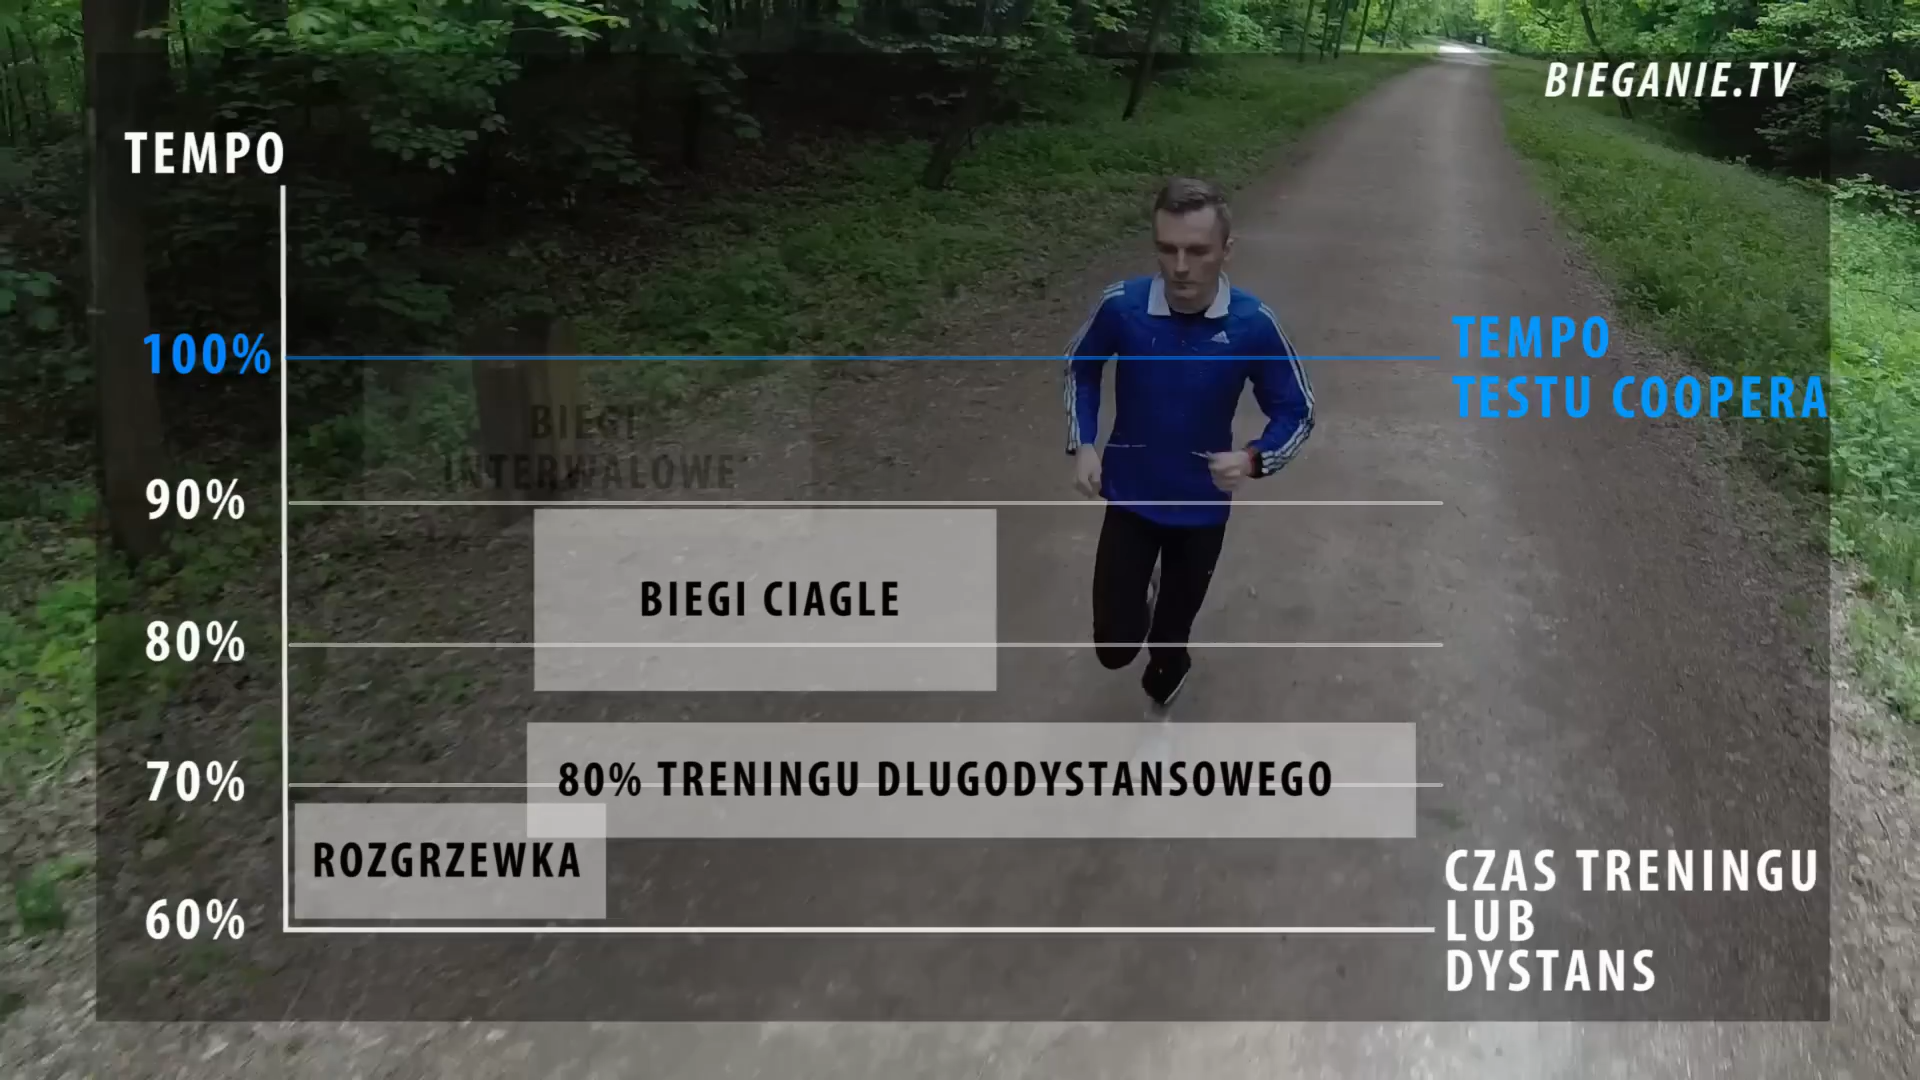 BIEGANIE.TV
TEMPO
100%
TEMPO
TESTU COOPERA
BIEGI
INTERWALOWE
90%
BIEGI CIAGLE
80%
70%
80% TRENINGU DLUGODYSTANSOWEGO
ROZGRZEWKA
60%
CZAS TRENINGU
LUB
DYSTANS